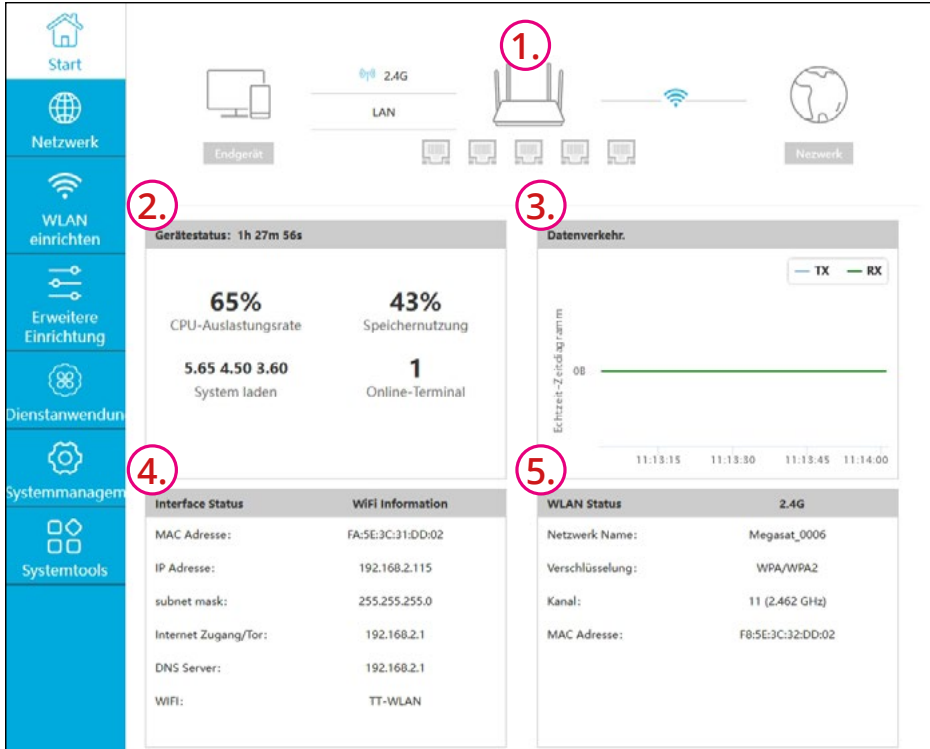 Start
Netzwerk
WLAN
einrichten
Erweitere
Einrichtung
Dienstanwendun
Systemmanagem
Systemtools
1.
2.4G
LAN
Endgerät
Nezwerk
2.
Gerätestatus: 1h 27m 56s
65%
CPU-Auslastungsrate
43%
Speichernutzung
5.65 4.50 3.60
System laden
1
Online-Terminal
3.
Datenverkehr.
TX RX
Echtzeit-Zeitdiagramm
0B
11:13:15 11:13:30 11:13:45 11:14:00
4.
Interface Status WiFi Information
MAC Adresse: FA:5E:3C:31:DD:02
IP Adresse: 192.168.2.115
subnet mask: 255.255.255.0
Internet Zugang/Tor: 192.168.2.1
DNS Server: 192.168.2.1
WIFI: TT-WLAN
5.
WLAN Status 2.4G
Netzwerk Name: Megasat_0006
Verschlüsselung: WPA/WPA2
Kanal: 11 (2.462 GHz)
MAC Adresse: F8:5E:3C:32:DD:02